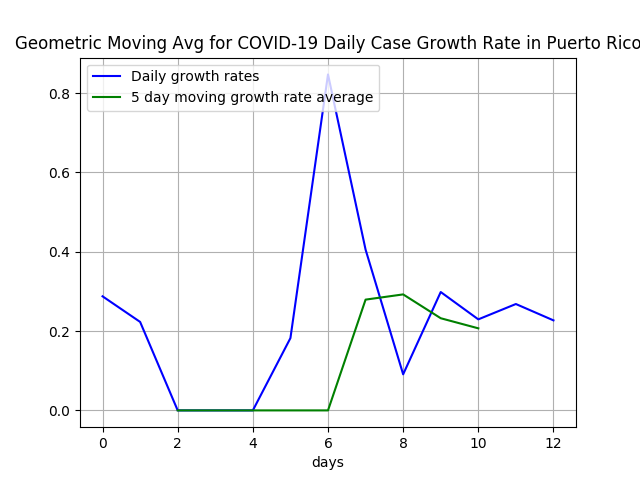 Geometric Moving Avg for COVID-19 Daily Case Growth Rate in Puerto Rico
Daily growth rates
5 day moving growth rate average
0.8
0.6
0.4
0.2
0.0
0 2 4 6 8 10 12
days